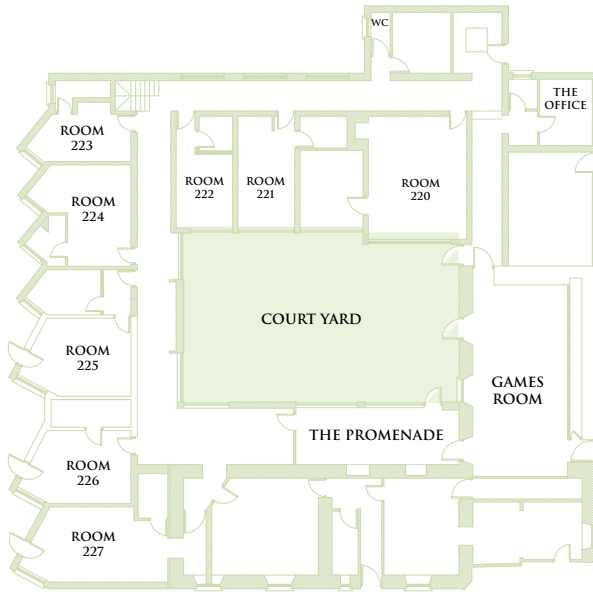 WC
THE
OFFICE
ROOM
223
ROOM
224
ROOM
222
ROOM
221
ROOM
220
COURT YARD
ROOM
225
GAMES
ROOM
THE PROMENADE
ROOM
226
ROOM
227